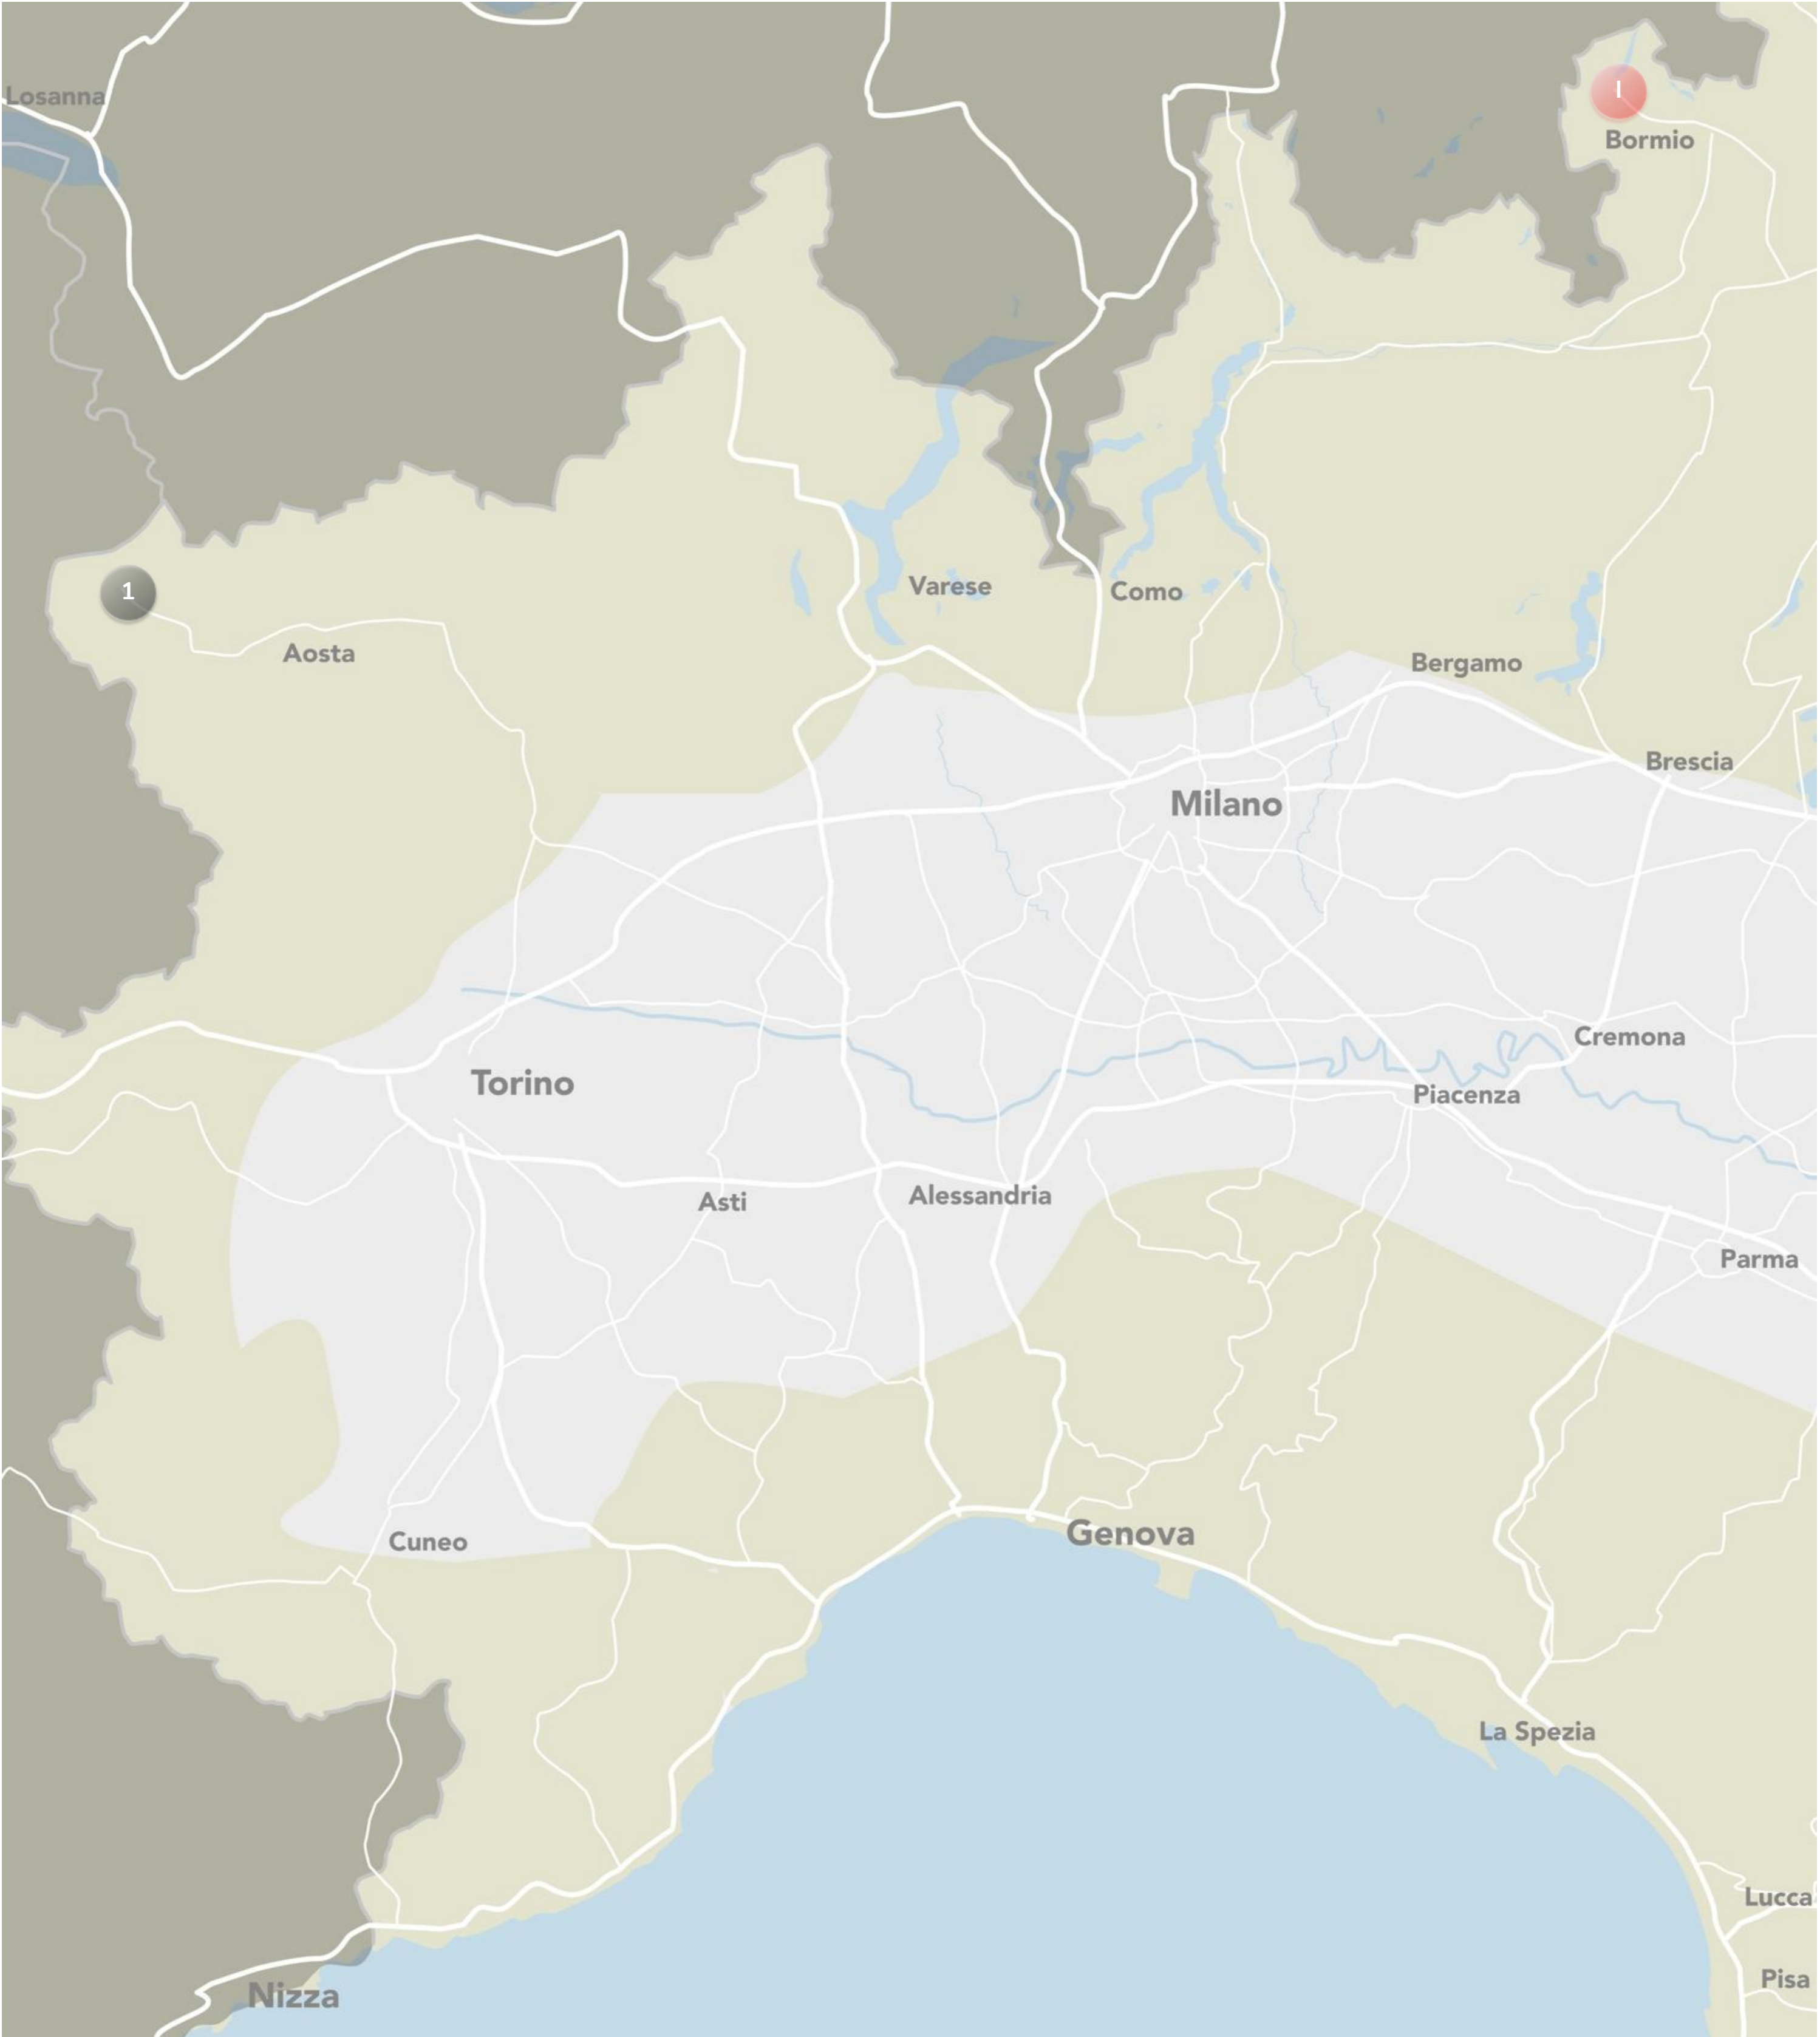 Losanna
I
Bormio
1
Varese
Como
Aosta
Bergamo
Brescia
Milano
Cremona
Torino
Piacenza
Asti
Alessandria
Parma
Cuneo
Genova
La Spezia
Lucca
Pisa
Nizza